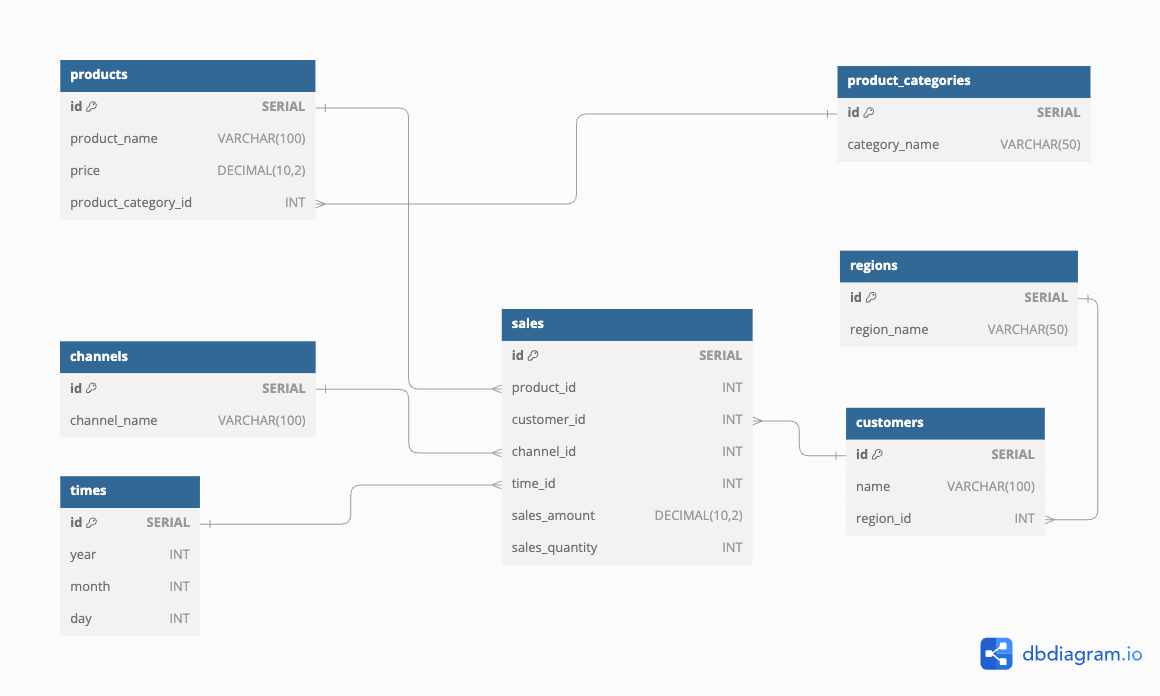 products
id SERIAL
product_name VARCHAR(100)
price DECIMAL(10,2)
product_category_id INT
product_categories
id SERIAL
category_name VARCHAR(50)
regions
id SERIAL
region_name VARCHAR(50)
channels
id SERIAL
channel_name VARCHAR(100)
sales
id SERIAL
product_id INT
customer_id INT
channel_id INT
time_id INT
sales_amount DECIMAL(10,2)
sales_quantity INT
customers
id SERIAL
name VARCHAR(100)
region_id INT
times
id SERIAL
year INT
month INT
day INT
dbdiagram.io